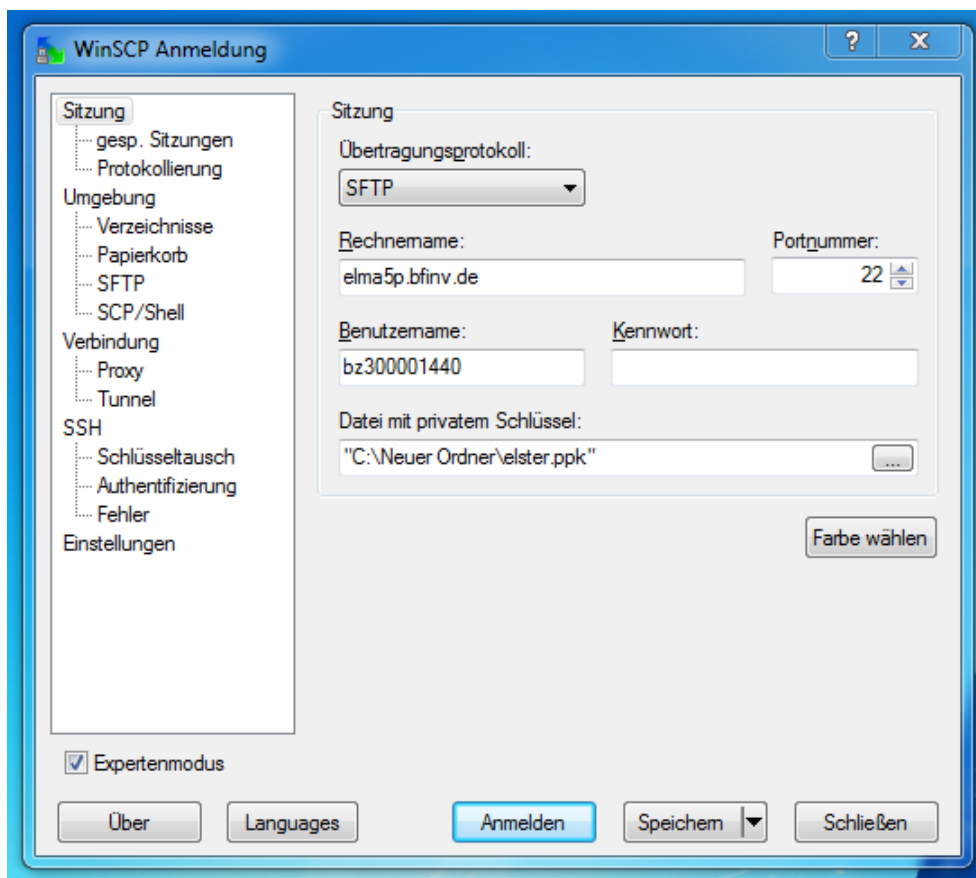 WinSCP Anmeldung
Sitzung
gesp. Sitzungen
Protokollierung
Umgebung
Verzeichnisse
Papierkorb
SFTP
SCP/Shell
Verbindung
Proxy
Tunnel
SSH
Schlüsseltausch
Authentifizierung
Fehler
Einstellungen
Expertenmodus
Sitzung
Übertragungsprotokoll:
SFTP
Rechnername: Portnummer:
elma5p.bfinv.de 22
Benutzername: Kennwort:
bz300001440
Datei mit privatem Schlüssel:
"C:\Neuer Ordner\elster.ppk" ...
Farbe wählen
Über Languages Anmelden Speichern Schließen